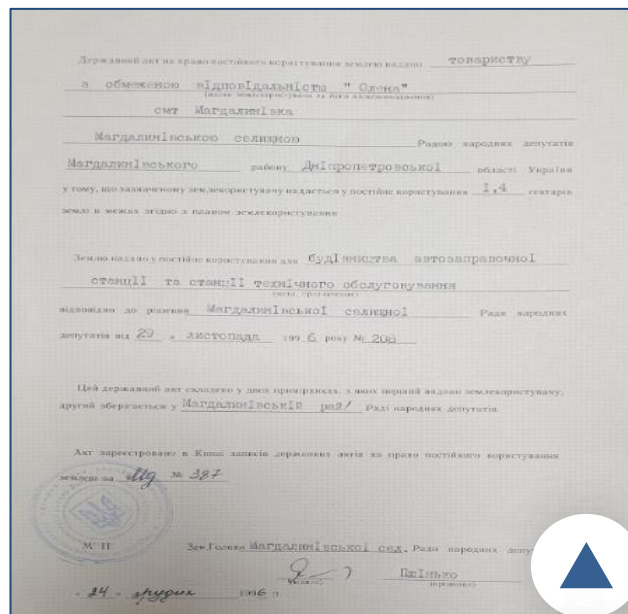 Державний акт на право постійного користування землею видано товариству
з обмеженою відповідальністю "Олена"
смт Магдалинівка
Магдалинівською селищною Радою народних депутатів
Магдалинівського району Дніпропетровської області України
у тому, що зазначеному землекористувачу надається у постійне користування 1,4 гектарів
землі в межах згідно з планом землекористування
Землю надано у постійне користування для будівництва автозаправочної
станції та станції технічного обслуговування
відповідно до рішення Магдалинівської селищної Ради народних
депутатів від 29 " листопада 1996 року № 208
Цей державний акт складено у двох примірниках, з яких перший видано землекористувачу,
другий зберігається у Магдалинівській рай/ Раді народних депутатів.
Акт зареєстровано в Книзі записів державних актів на право постійного користування
землею за № 387
М. П.
Зам.Голови Магдалинівської сел. Ради народних
(підпис)
" 24 " грудня 1996 р.